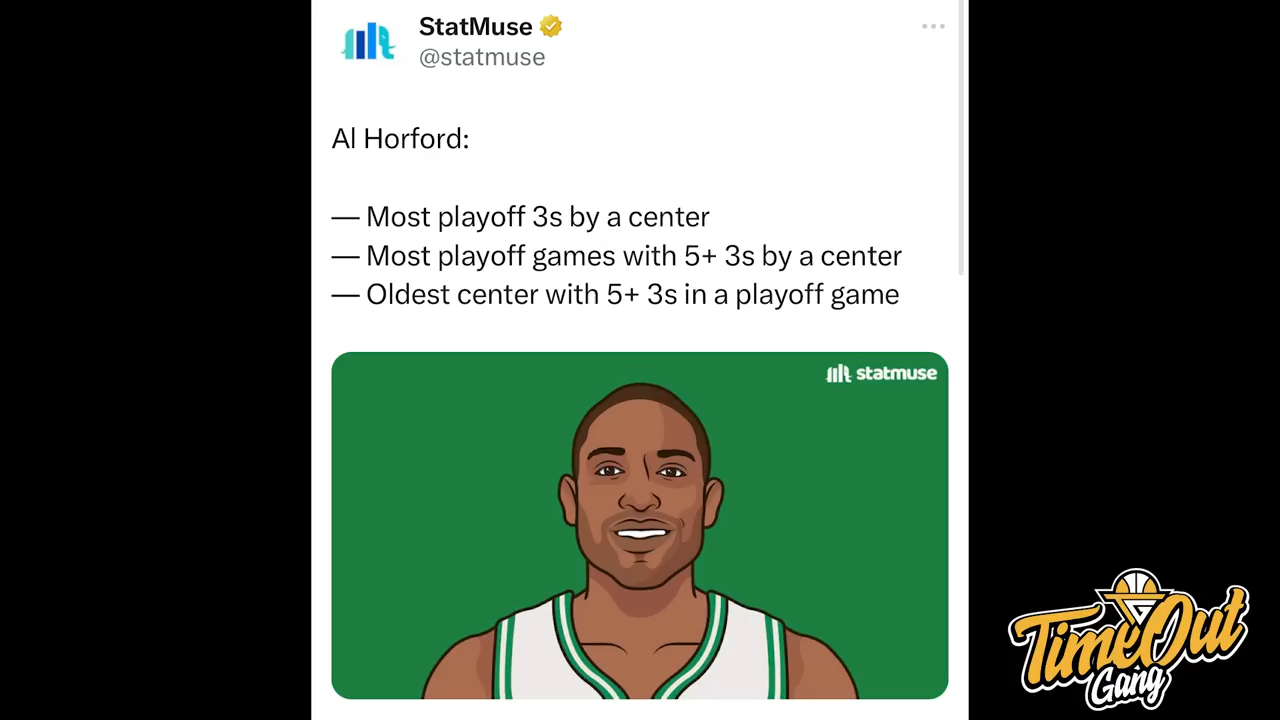 StatMuse
@statmuse
Al Horford:
— Most playoff 3s by a center
— Most playoff games with 5+ 3s by a center
— Oldest center with 5+ 3s in a playoff game
statmuse
TimeOut
Gang